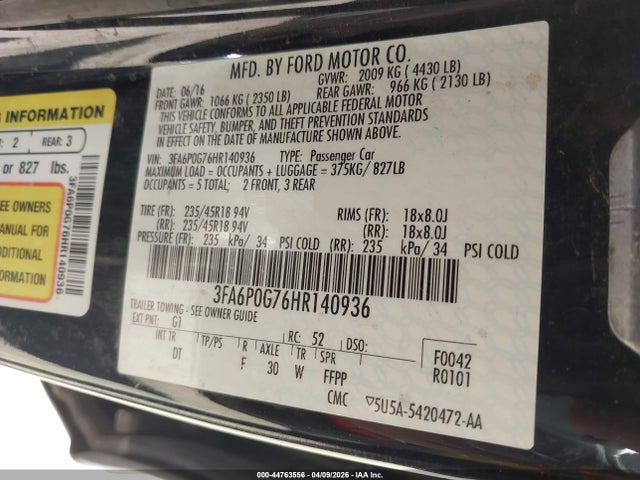 G INFORMATION
: 2 REAR: 3
or 827 lbs.
EE OWNERS
MANUAL
FOR
DDITIONAL
FORMATION
3FA6P0G76HR140936
MFD. BY FORD MOTOR CO.
DATE: 06/16 GVWR: 2009 KG ( 4430 LB)
FRONT GAWR: 1066 KG ( 2350 LB) REAR GAWR: 966 KG ( 2130 LB)
THIS VEHICLE CONFORMS TO ALL APPLICABLE FEDERAL MOTOR
VEHICLE SAFETY, BUMPER, AND THEFT PREVENTION STANDARDS
IN EFFECT ON THE DATE OF MANUFACTURE SHOWN ABOVE.
VIN: 3FA6P0G76HR140936 TYPE: Passenger Car
MAXIMUM LOAD = OCCUPANTS + LUGGAGE = 375KG/ 827LB
OCCUPANTS = 5 TOTAL; 2 FRONT, 3 REAR
TIRE (FR): 235/45R18 94V RIMS (FR): 18x8.0J
(RR): 235/45R18 94V (RR): 18x8.0J
PRESSURE (FR): 235 kPa/ 34 PSI COLD (RR): 235 kPa/ 34 PSI COLD
3FA6P0G76HR140936
TRAILER TOWING - SEE OWNER GUIDE
EXT PNT: G1 RC: 52 DSO: F0042
INT TR TP/PS R AXLE TR SPR R0101
DT F 30 W FFPP
CMC ▽5U5A-5420472-AA
000-44763556 | 04/09/2026 - IAA Inc.